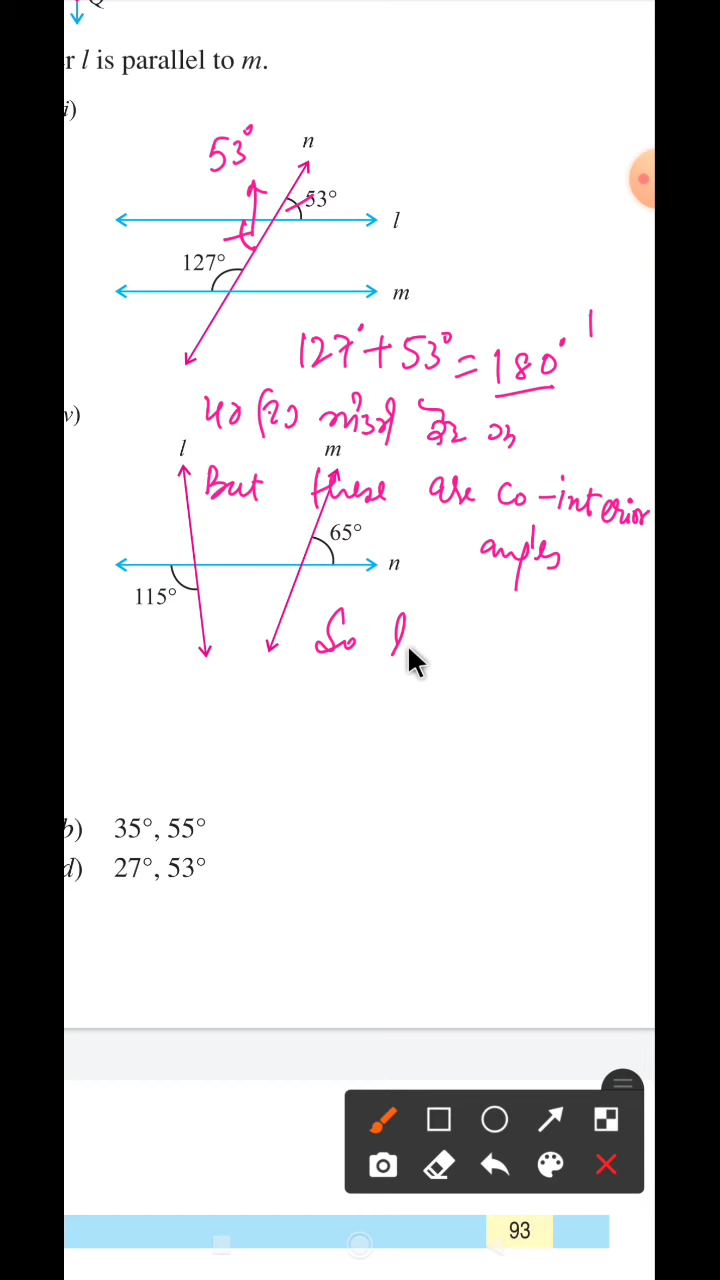 r l is parallel to m.
i)
53°
n
53°
l
127°
m
127° + 53° = 180°
v)
l
m
But these are co-interior
angles
65°
n
115°
So l
b) 35°, 55°
d) 27°, 53°
93